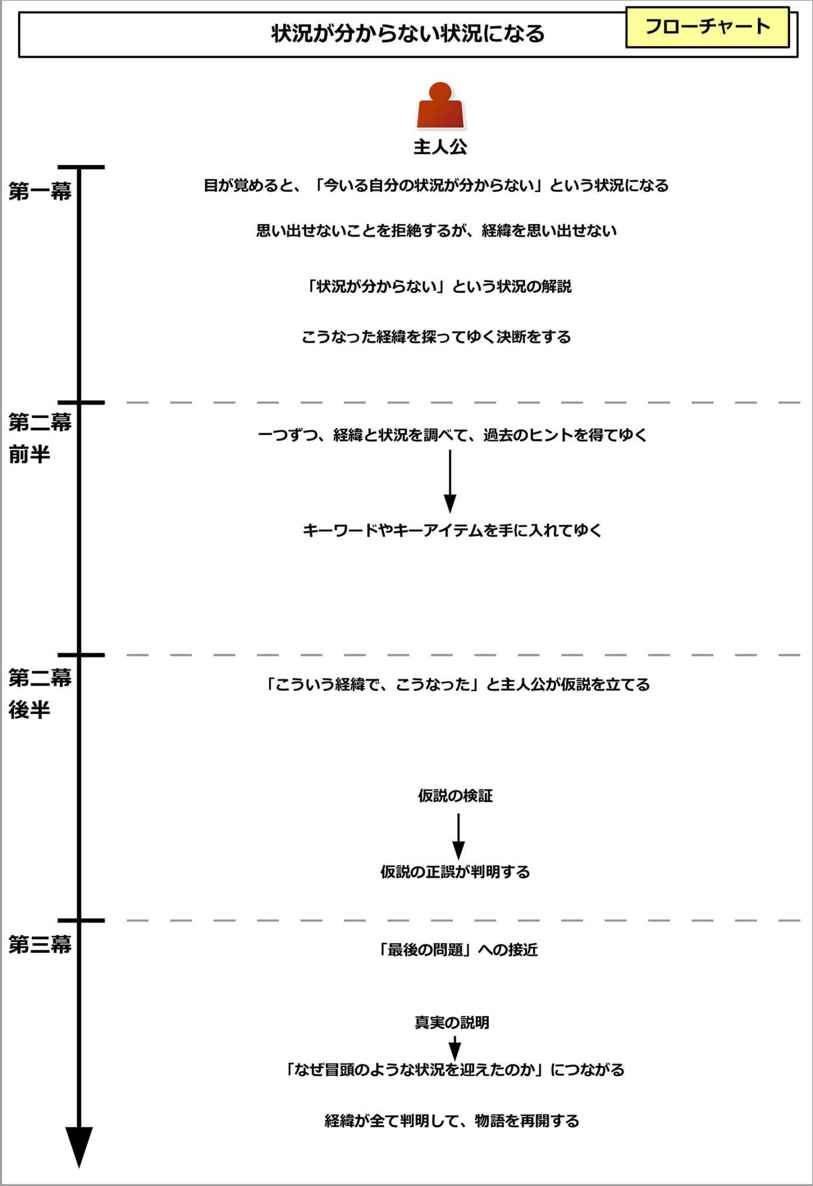 状況が分からない状況になる
フローチャート
主人公
第一幕
目が覚めると、「今いる自分の状況が分からない」という状況になる
思い出せないことを拒絶するが、経緯を思い出せない
「状況が分からない」という状況の解説
こうなった経緯を探ってゆく決断をする
第二幕
前半
一つずつ、経緯と状況を調べて、過去のヒントを得てゆく
キーワードやキーアイテムを手に入れてゆく
第二幕
後半
「こういう経緯で、こうなった」と主人公が仮説を立てる
仮説の検証
仮説の正誤が判明する
第三幕
「最後の問題」への接近
真実の説明
「なぜ冒頭のような状況を迎えたのか」につながる
経緯が全て判明して、物語を再開する